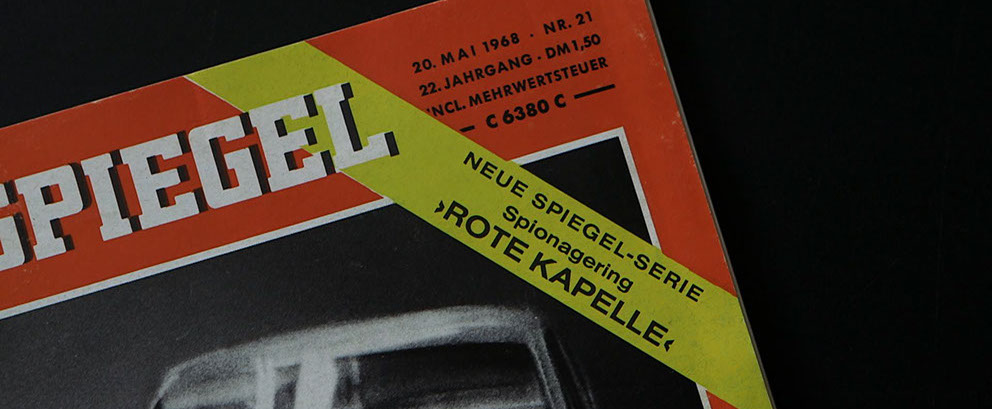 SPIEGEL
20. MAI 1968 · NR. 21
22. JAHRGANG · DM 1,50
INCL. MEHRWERTSTEUER
— C 6380 C —
NEUE SPIEGEL-SERIE
Spionagering
›ROTE KAPELLE‹